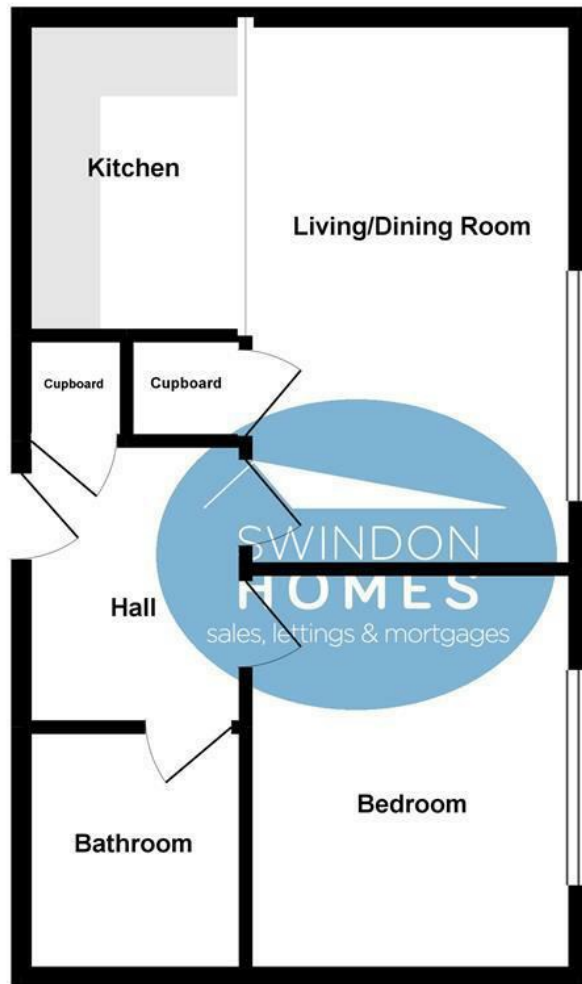 Kitchen
Living/Dining Room
Cupboard
Cupboard
SWINDON
HOMES
sales, lettings & mortgages
Hall
Bedroom
Bathroom